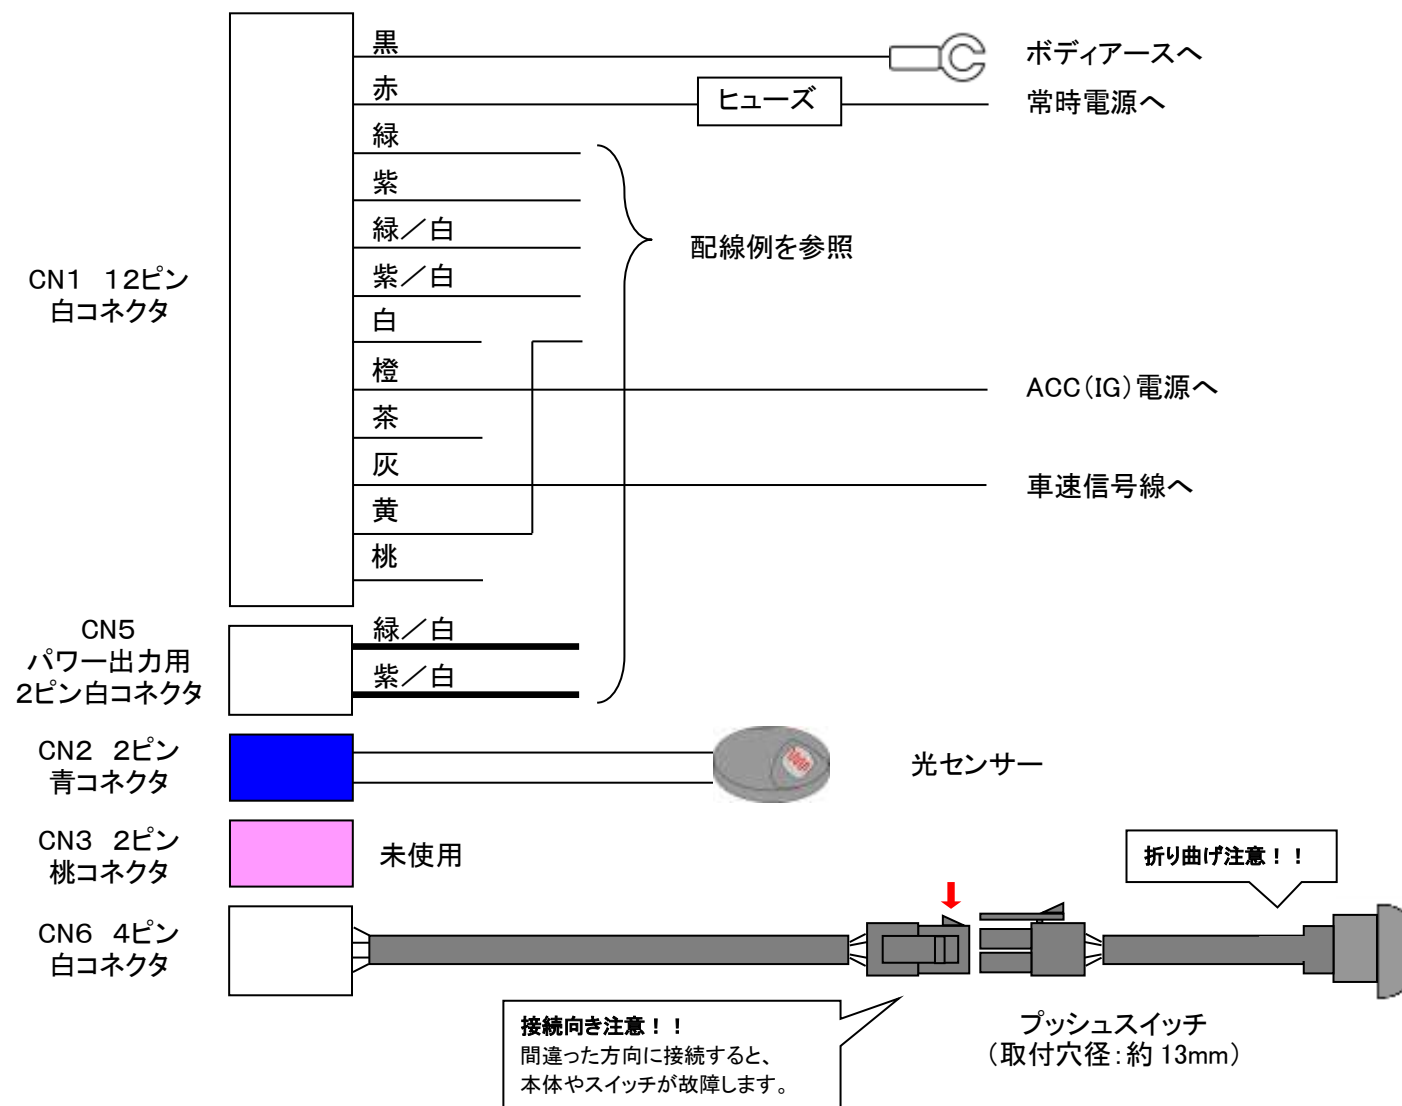 黒
ボディアースへ
赤
ヒューズ
常時電源へ
緑
紫
緑／白
配線例を参照
紫／白
CN1　12ピン
白コネクタ
白
橙
ACC（IG）電源へ
茶
灰
車速信号線へ
黄
桃
CN5
パワー出力用
2ピン白コネクタ
緑／白
紫／白
CN2　2ピン
青コネクタ
光センサー
CN3　2ピン
桃コネクタ
未使用
折り曲げ注意！！
CN6　4ピン
白コネクタ
接続向き注意！！
間違った方向に接続すると、
本体やスイッチが故障します。
プッシュスイッチ
（取付穴径：約 13mm）